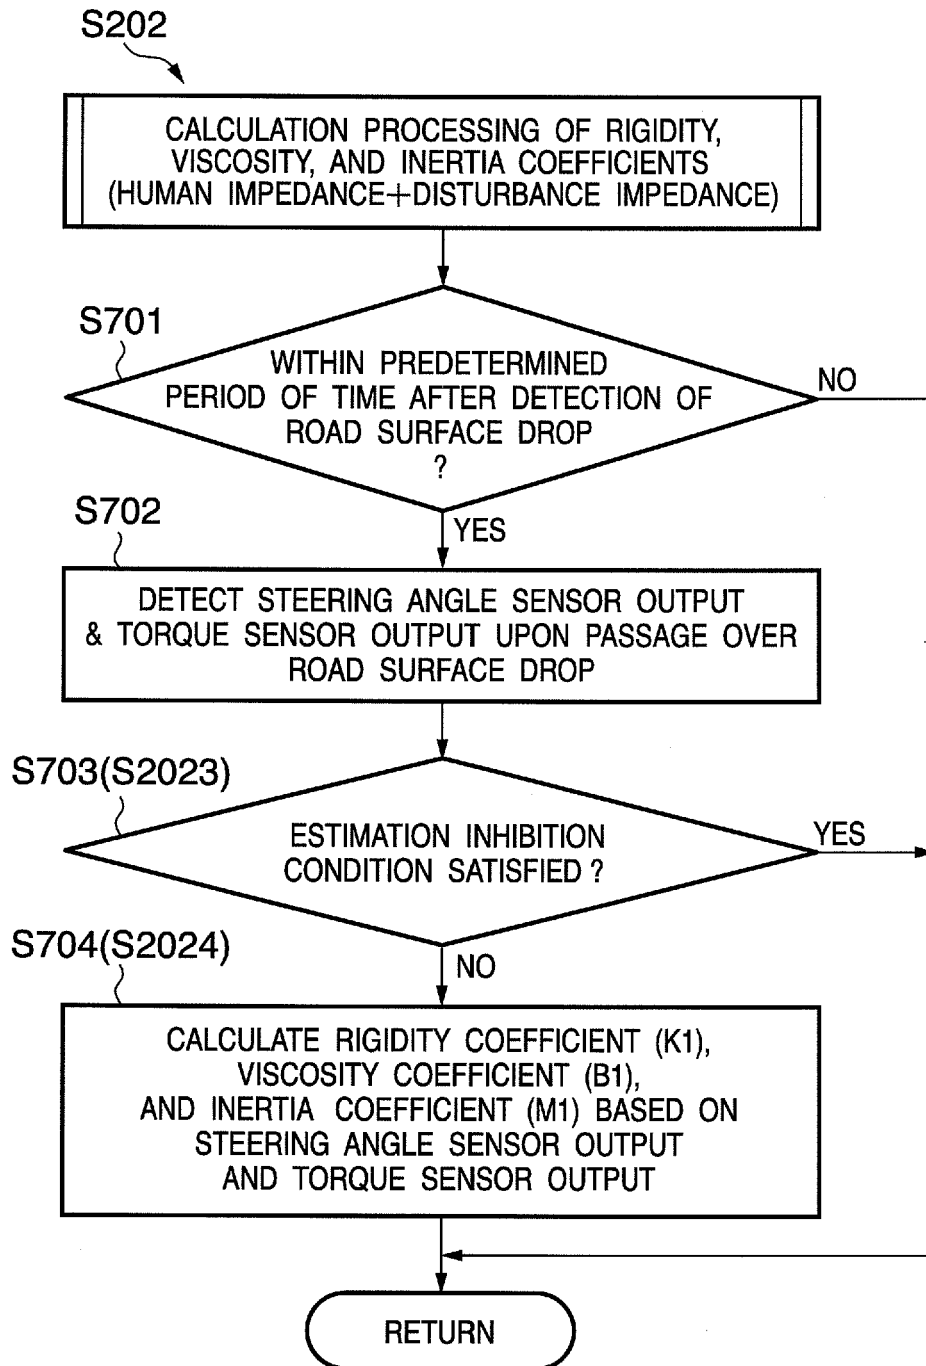 S202
CALCULATION PROCESSING OF RIGIDITY,
VISCOSITY, AND INERTIA COEFFICIENTS
(HUMAN IMPEDANCE+DISTURBANCE IMPEDANCE)
S701
WITHIN PREDETERMINED
PERIOD OF TIME AFTER DETECTION OF
ROAD SURFACE DROP
?
NO
YES
S702
DETECT STEERING ANGLE SENSOR OUTPUT
& TORQUE SENSOR OUTPUT UPON PASSAGE OVER
ROAD SURFACE DROP
S703(S2023)
ESTIMATION INHIBITION
CONDITION SATISFIED ?
YES
NO
S704(S2024)
CALCULATE RIGIDITY COEFFICIENT (K1),
VISCOSITY COEFFICIENT (B1),
AND INERTIA COEFFICIENT (M1) BASED ON
STEERING ANGLE SENSOR OUTPUT
AND TORQUE SENSOR OUTPUT
RETURN